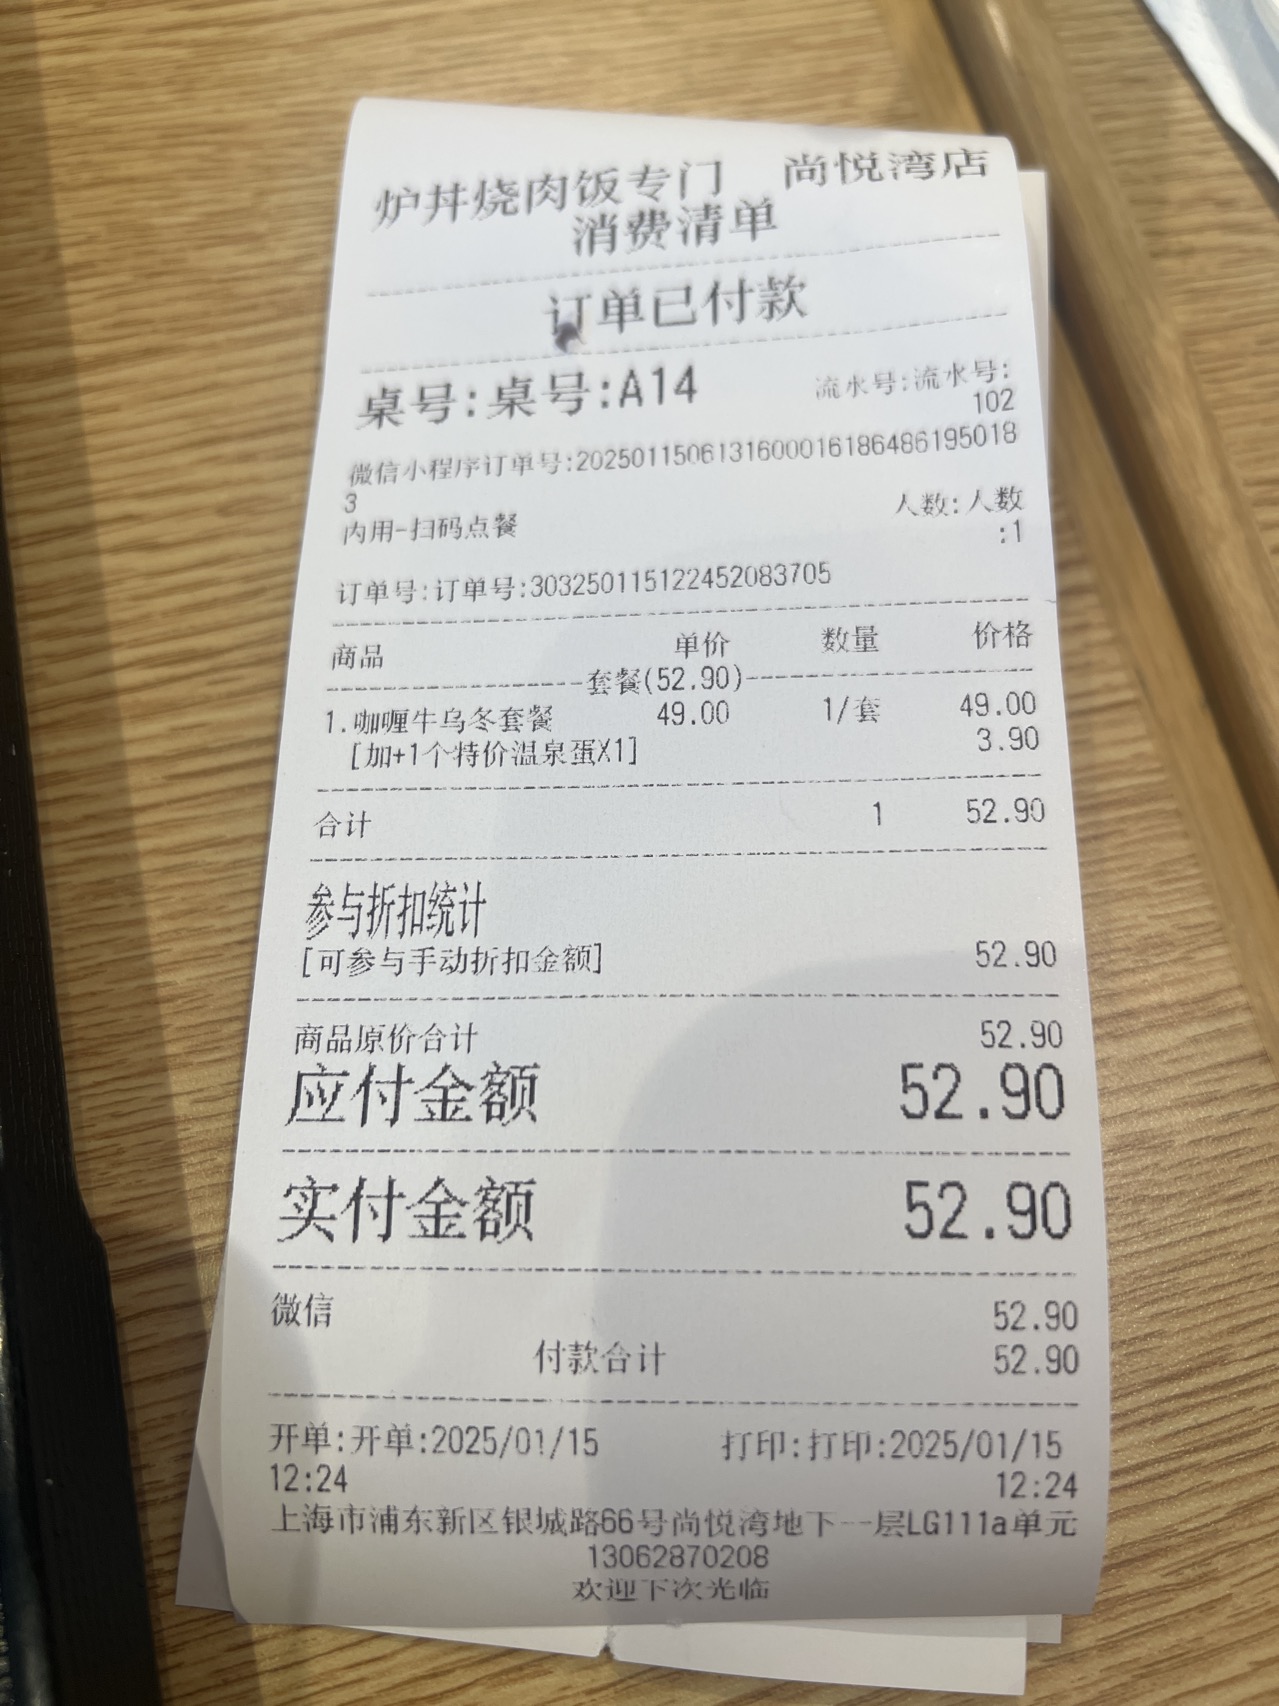 炉丼烧肉饭专门 尚悦湾店
消费清单
订单已付款
桌号:桌号:A14 流水号:流水号:
102
微信小程序订单号:202501150613160001618648619501 8
3
内用-扫码点餐 人数:人数
:1
订单号:订单号:303250115122452083705
商品 单价 数量 价格
套餐(52.90)
1.咖喱牛乌冬套餐 49.00 1/套 49.00
[加+1个特价温泉蛋X1] 3.90
合计 1 52.90
参与折扣统计
[可参与手动折扣金额] 52.90
商品原价合计 52.90
应付金额 52.90
实付金额 52.90
微信 52.90
付款合计 52.90
开单:开单:2025/01/15 打印:打印:2025/01/15
12:24 12:24
上海市浦东新区银城路66号尚悦湾地下一层LG111a单元
13062870208
欢迎下次光临